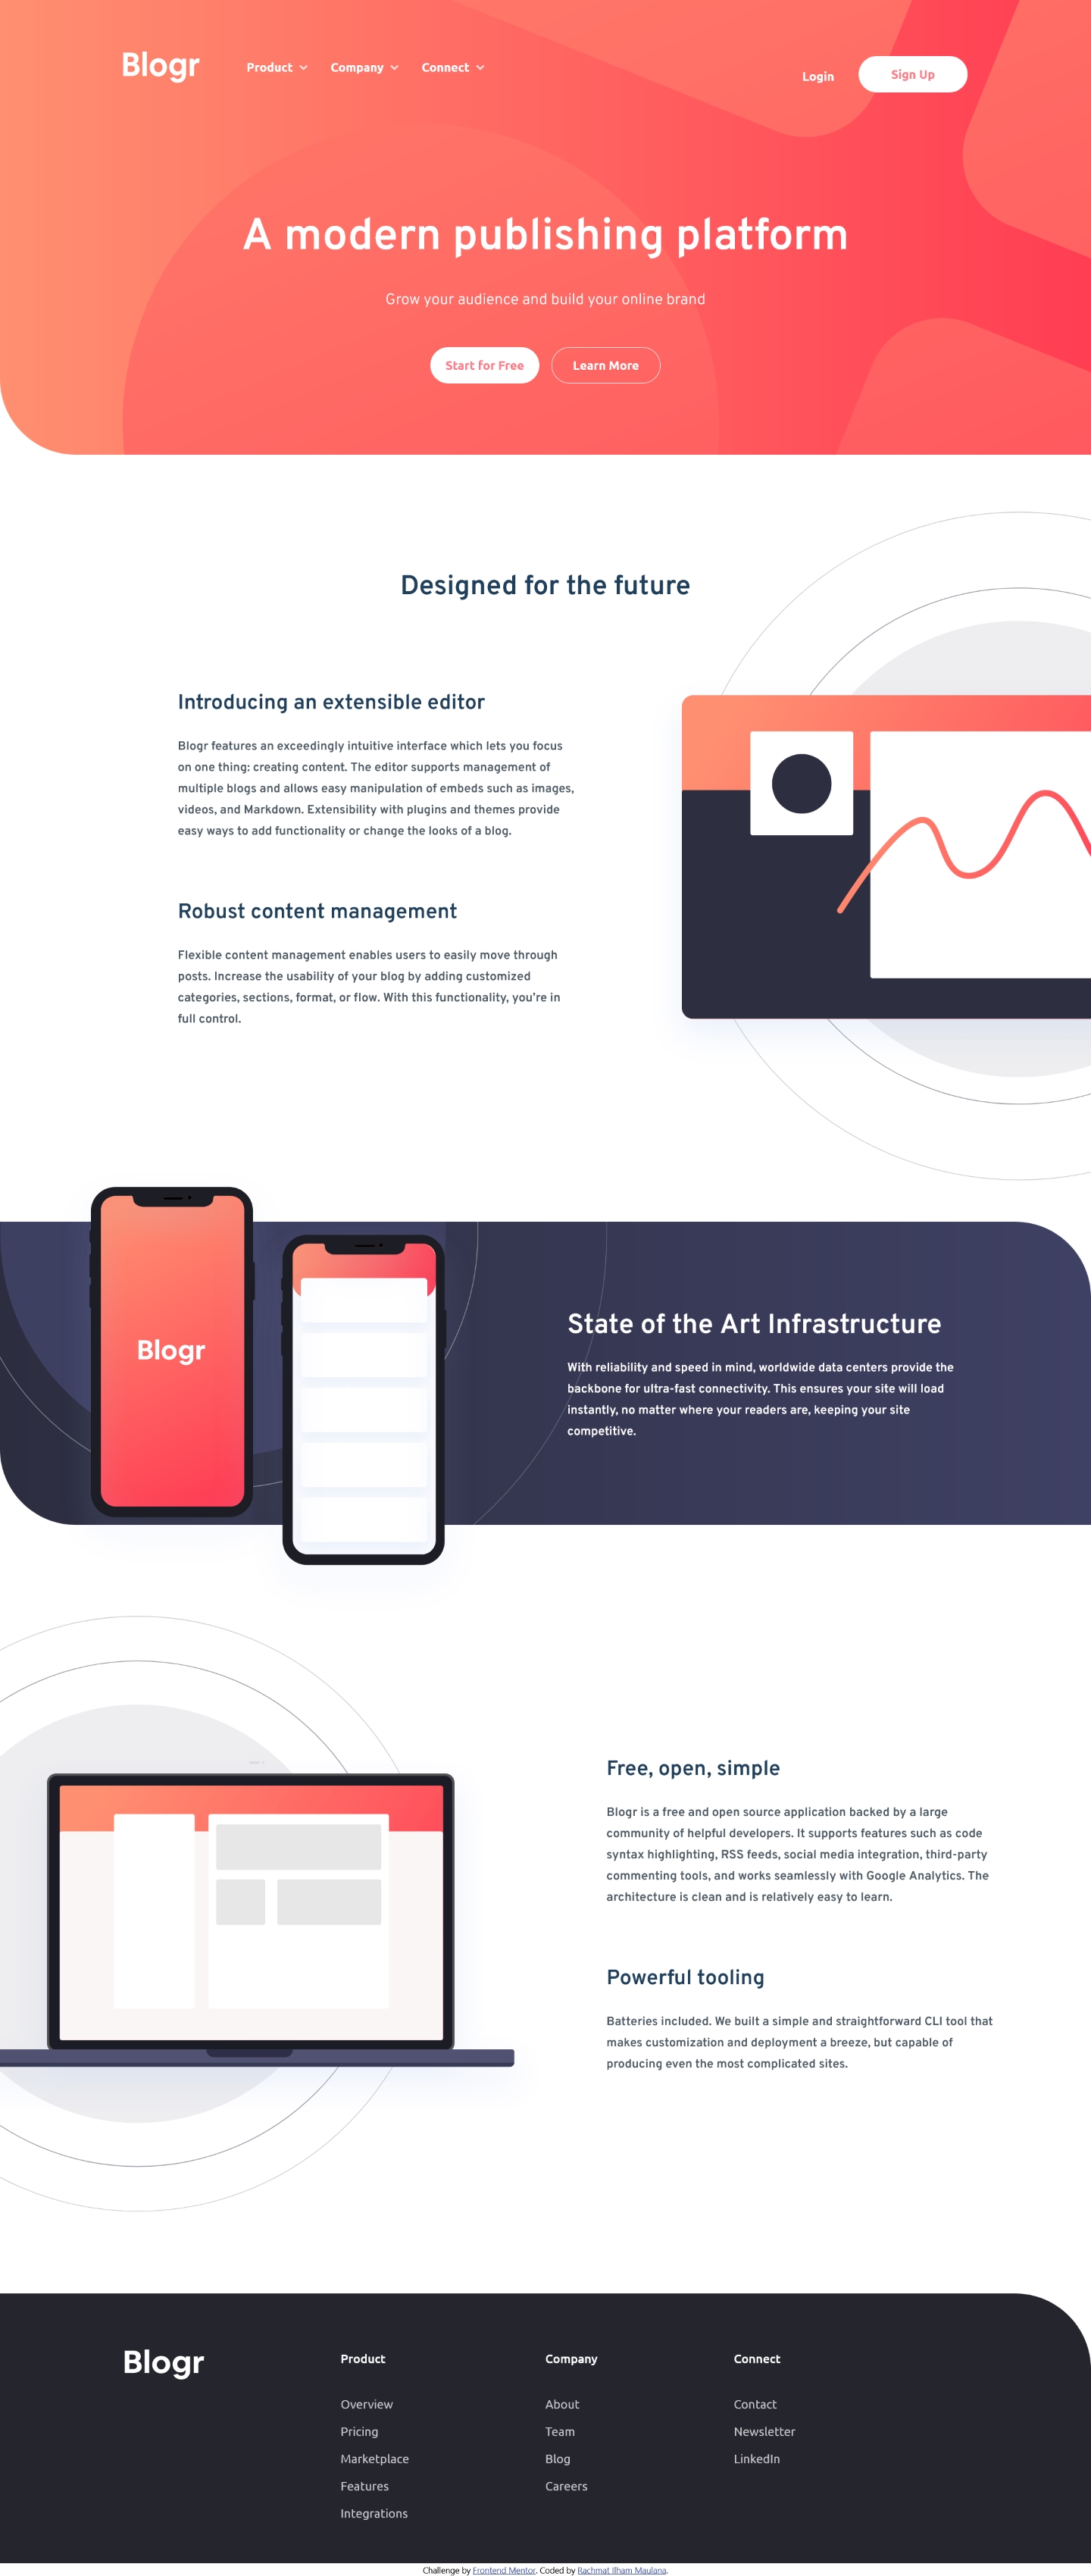 Blogr
Product
Company
Connect
Login
Sign Up
A modern publishing platform
Grow your audience and build your online brand
Start for Free
Learn More
Designed for the future
Introducing an extensible editor
Blogr features an exceedingly intuitive interface which lets you focus
on one thing: creating content. The editor supports management of
multiple blogs and allows easy manipulation of embeds such as images,
videos, and Markdown. Extensibility with plugins and themes provide
easy ways to add functionality or change the looks of a blog.
Robust content management
Flexible content management enables users to easily move through
posts. Increase the usability of your blog by adding customized
categories, sections, format, or flow. With this functionality, you’re in
full control.
Blogr
State of the Art Infrastructure
With reliability and speed in mind, worldwide data centers provide the
backbone for ultra-fast connectivity. This ensures your site will load
instantly, no matter where your readers are, keeping your site
competitive.
Free, open, simple
Blogr is a free and open source application backed by a large
community of helpful developers. It supports features such as code
syntax highlighting, RSS feeds, social media integration, third-party
commenting tools, and works seamlessly with Google Analytics. The
architecture is clean and is relatively easy to learn.
Powerful tooling
Batteries included. We built a simple and straightforward CLI tool that
makes customization and deployment a breeze, but capable of
producing even the most complicated sites.
Blogr
Product
Overview
Pricing
Marketplace
Features
Integrations
Company
About
Team
Blog
Careers
Connect
Contact
Newsletter
LinkedIn
Challenge by Frontend Mentor. Coded by Rachmat Ilham Maulana.